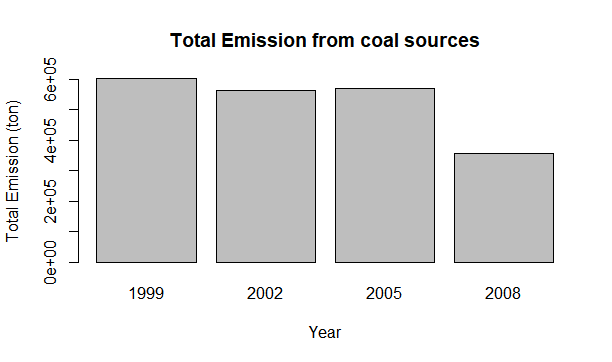 Total Emission from coal sources
Total Emission (ton)
6e+05
4e+05
2e+05
0e+00
1999 2002 2005 2008
Year